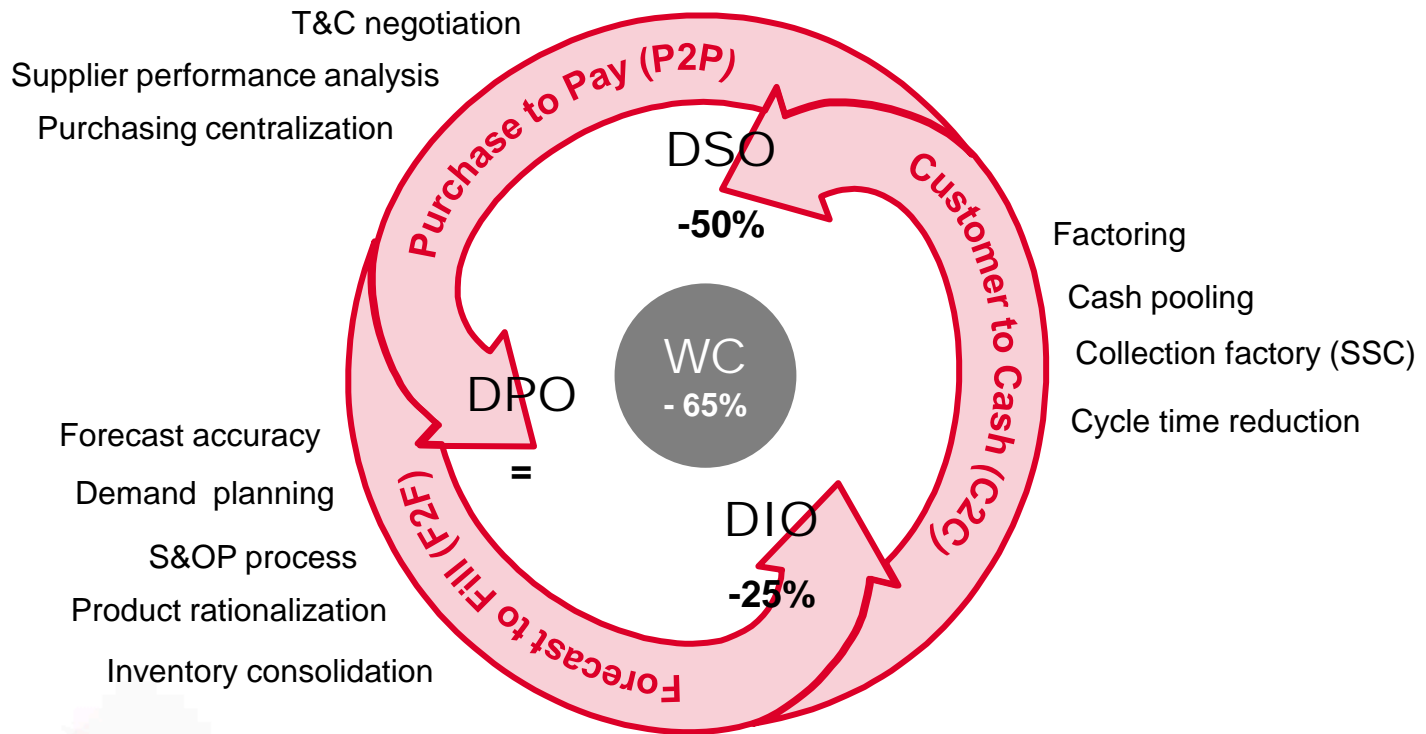 T&C negotiation
Supplier performance analysis
Purchasing centralization
Purchase to Pay (P2P)
DSO
-50%
Customer to Cash (C2C)
Factoring
Cash pooling
Collection factory (SSC)
Cycle time reduction
WC
- 65%
DPO
=
Forecast accuracy
Demand planning
S&OP process
Product rationalization
Inventory consolidation
Forecast to Fill (F2F)
DIO
-25%